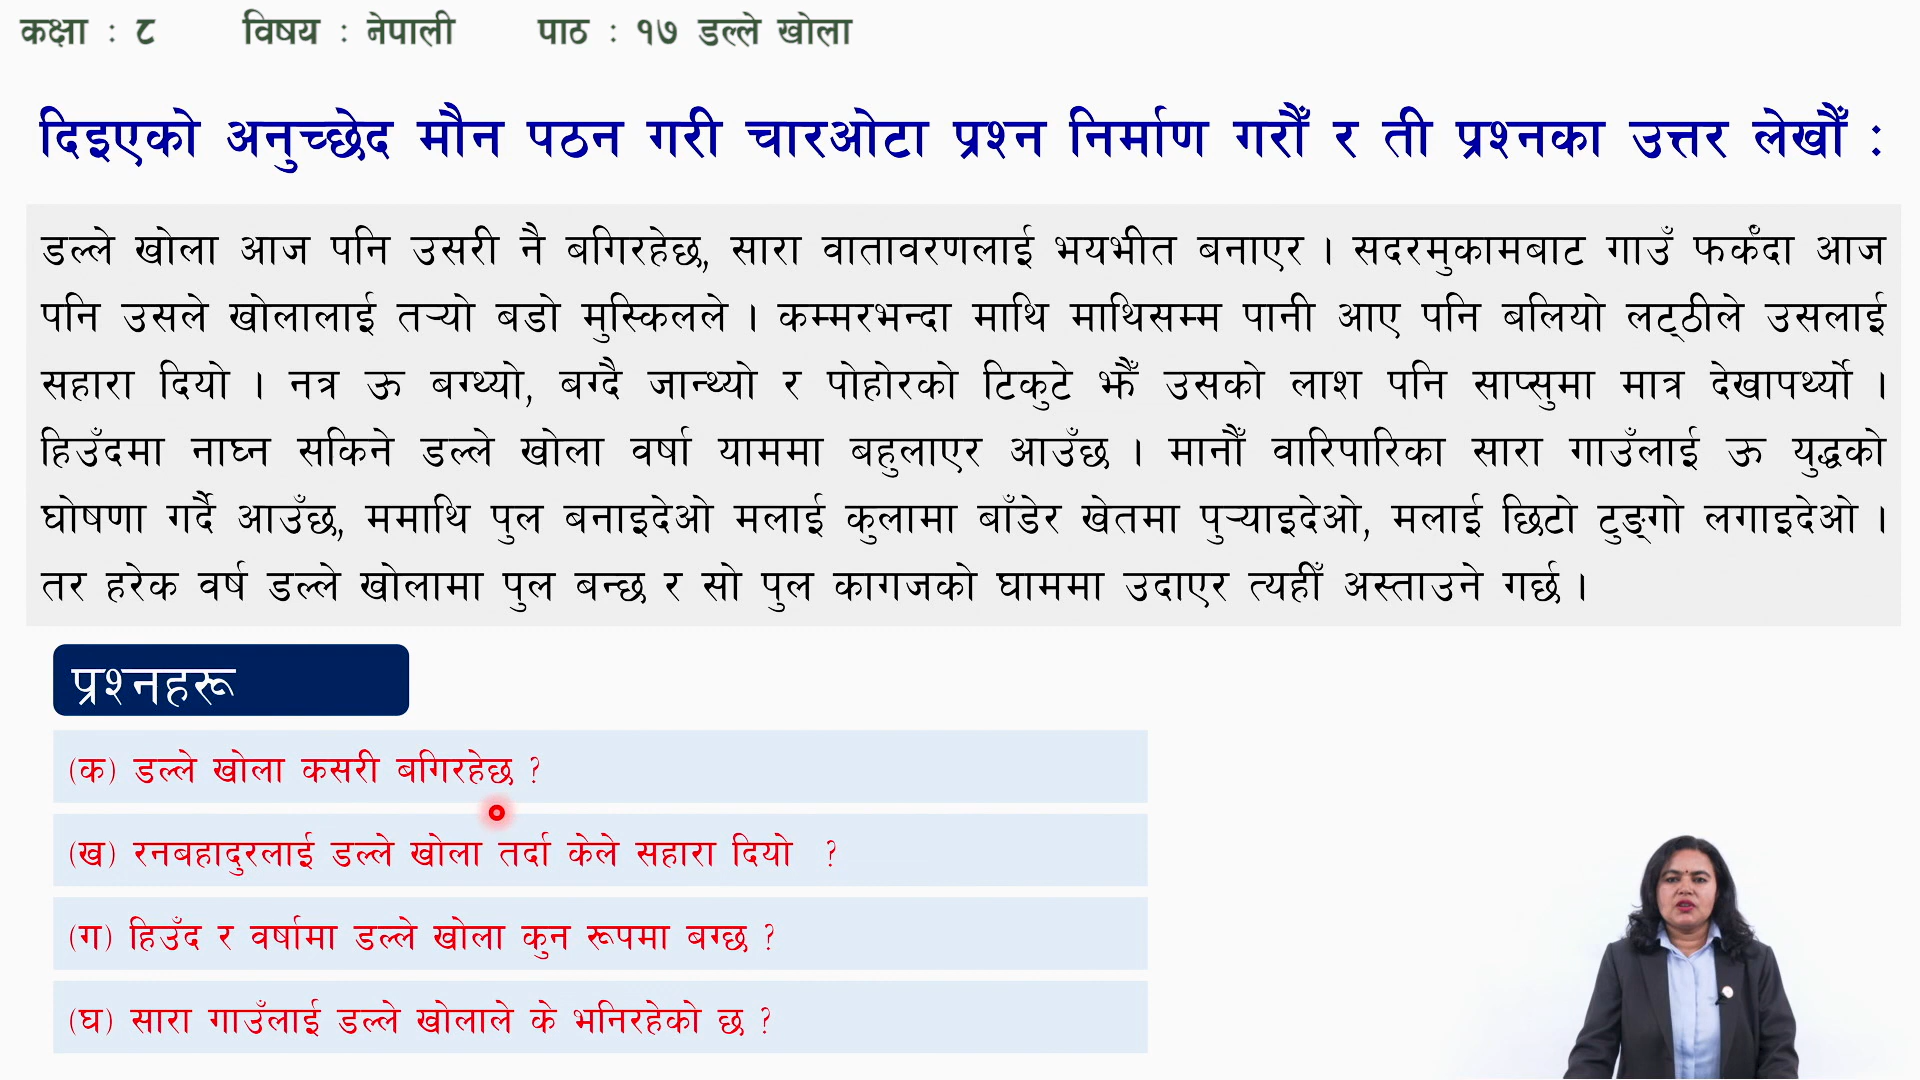 कक्षा : ८ विषय : नेपाली पाठ : १७ डल्ले खोला
दिइएको अनुच्छेद मौन पठन गरी चारओटा प्रश्न निर्माण गरौँ र ती प्रश्नका उत्तर लेखौँ :
डल्ले खोला आज पनि उसरी नै बगिरहेछ, सारा वातावरणलाई भयभीत बनाएर । सदरमुकामबाट गाउँ फर्कंदा आज
पनि उसले खोलालाई तऱ्यो बडो मुस्किलले । कम्मरभन्दा माथि माथिसम्म पानी आए पनि बलियो लट्ठीले उसलाई
सहारा दियो । नत्र ऊ बग्थ्यो, बग्दै जान्थ्यो र पोहोरको टिकुटे झैँ उसको लाश पनि साप्सुमा मात्र देखापर्थ्यो ।
हिउँदमा नाघ्न सकिने डल्ले खोला वर्षा याममा बहुलाएर आउँछ । मानौँ वारिपारिका सारा गाउँलाई ऊ युद्धको
घोषणा गर्दै आउँछ, ममाथि पुल बनाइदेओ मलाई कुलामा बाँडेर खेतमा पुऱ्याइदेओ, मलाई छिटो टुङ्गो लगाइदेओ ।
तर हरेक वर्ष डल्ले खोलामा पुल बन्छ र सो पुल कागजको घाममा उदाएर त्यहीँ अस्ताउने गर्छ ।
प्रश्नहरू
(क) डल्ले खोला कसरी बगिरहेछ ?
(ख) रनबहादुरलाई डल्ले खोला तर्दा केले सहारा दियो ?
(ग) हिउँद र वर्षामा डल्ले खोला कुन रूपमा बग्छ ?
(घ) सारा गाउँलाई डल्ले खोलाले के भनिरहेको छ ?